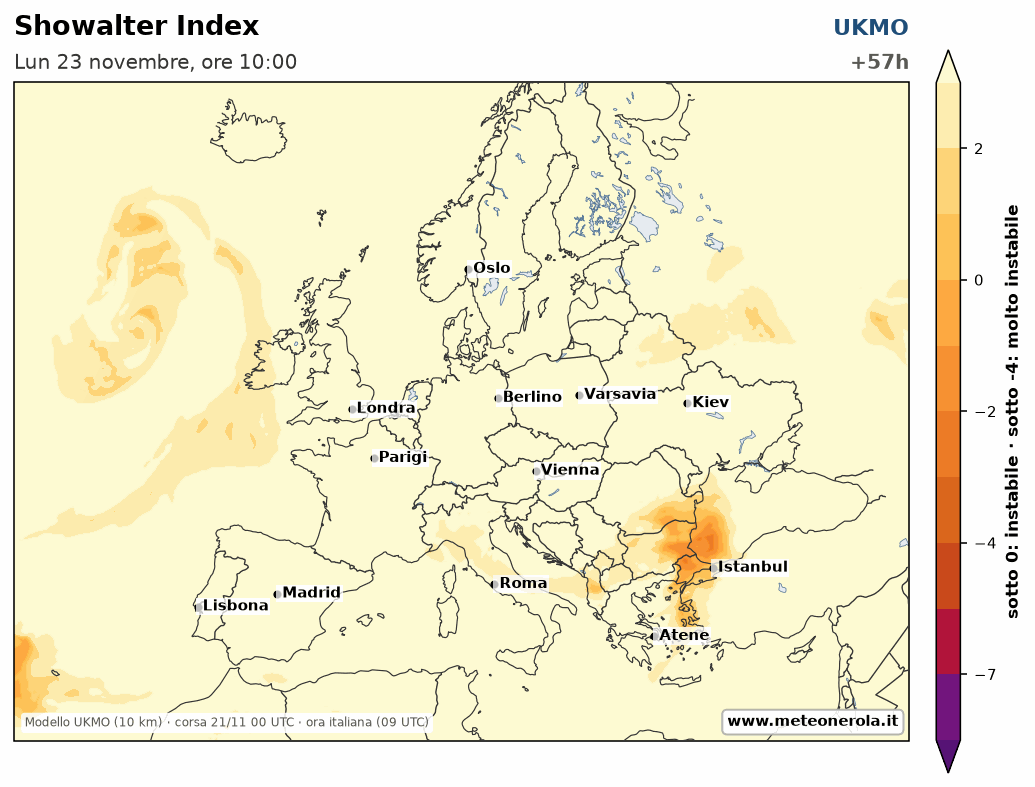 Showalter Index
UKMO
Lun 23 novembre, ore 10:00
+57h
2
0
−2
−4
−7
sotto 0: instabile · sotto -4: molto instabile
Oslo
Londra
Berlino
Varsavia
Kiev
Parigi
Vienna
Istanbul
Roma
Madrid
Lisbona
Atene
Modello UKMO (10 km) · corsa 21/11 00 UTC · ora italiana (09 UTC)
www.meteonerola.it